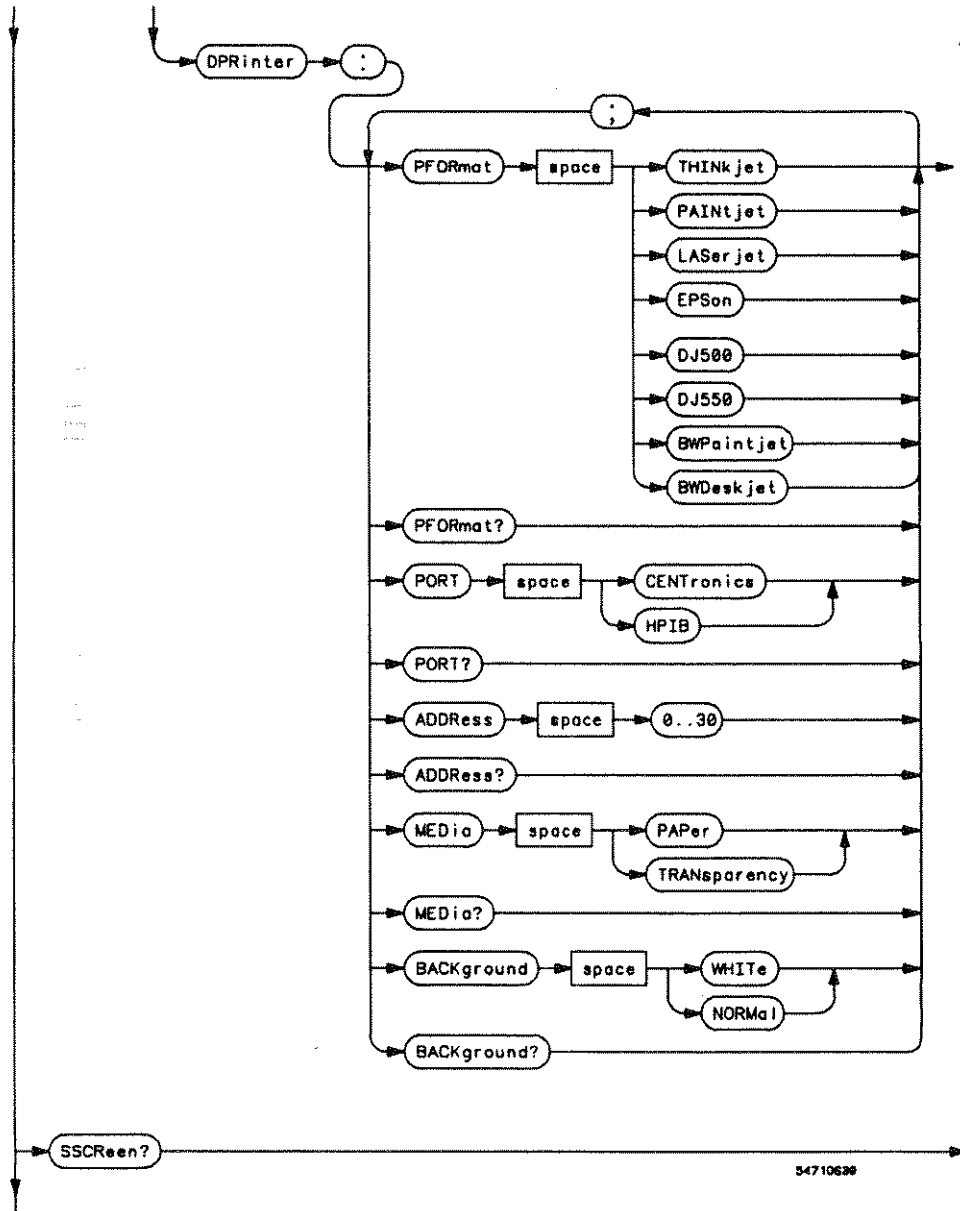 DPRinter :
;
PFORmat space THINkjet
PAINtjet
LASerjet
EPSon
DJ500
DJ550
BWPaintjet
BWDeskjet
PFORmat?
PORT space CENTronics
HPIB
PORT?
ADDRess space 0..30
ADDRess?
MEDia space PAPer
TRANsparency
MEDia?
BACKground space WHITe
NORMal
BACKground?
SSCReen?